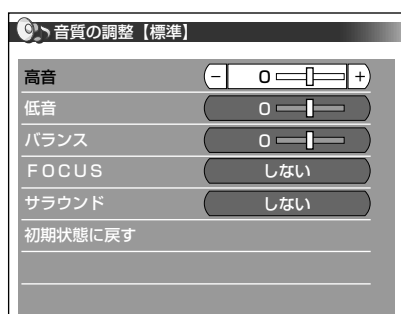 音質の調整【標準】
高音 － 0 ＋
低音 0
バランス 0
ＦＯＣＵＳ しない
サラウンド しない
初期状態に戻す